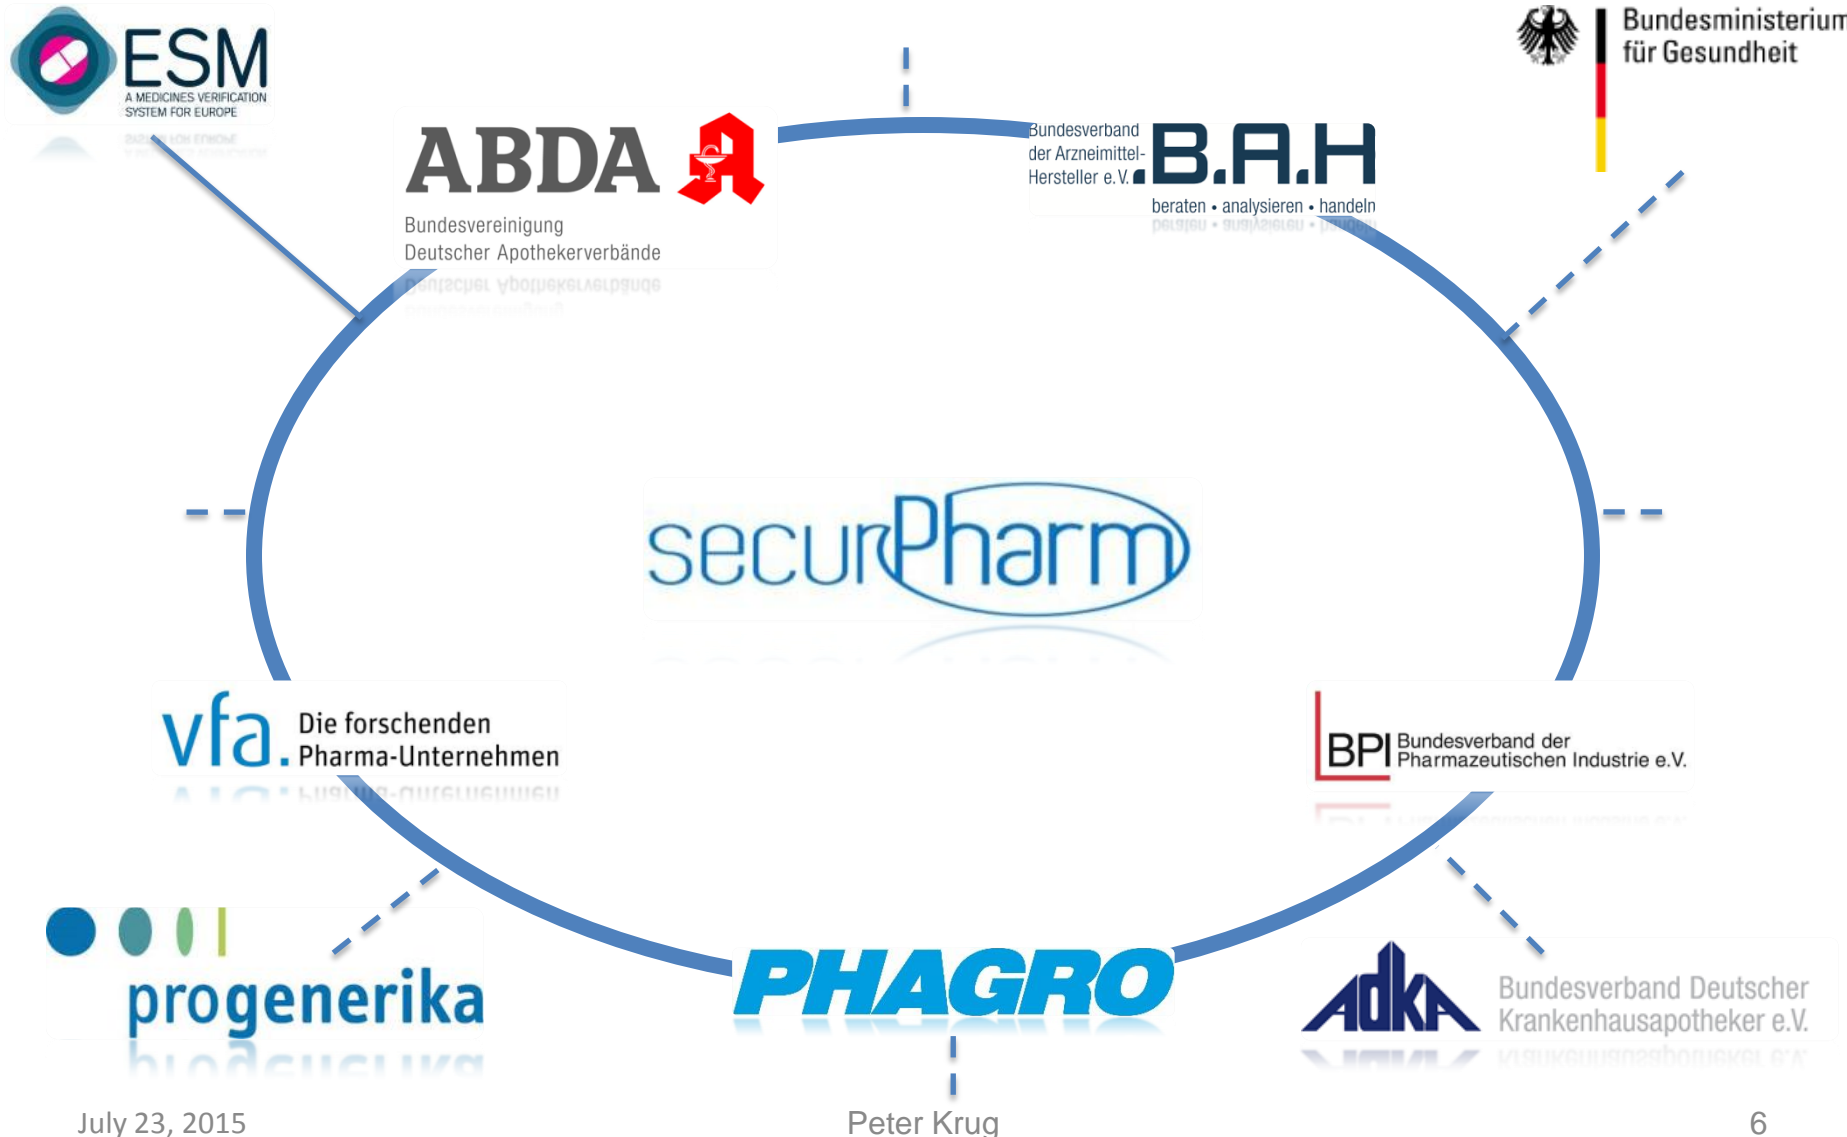 ESM
A MEDICINES VERIFICATION
SYSTEM FOR EUROPE
Bundesministerium
für Gesundheit
ABDA
Bundesvereinigung
Deutscher Apothekerverbände
Bundesverband
der Arzneimittel-
Hersteller e.V.
B.A.H
beraten • analysieren • handeln
securPharm
vfa.
Die forschenden
Pharma-Unternehmen
BPI
Bundesverband der
Pharmazeutischen Industrie e.V.
progenerika
PHAGRO
ADKA
Bundesverband Deutscher
Krankenhausapotheker e.V.
July 23, 2015
Peter Krug
6